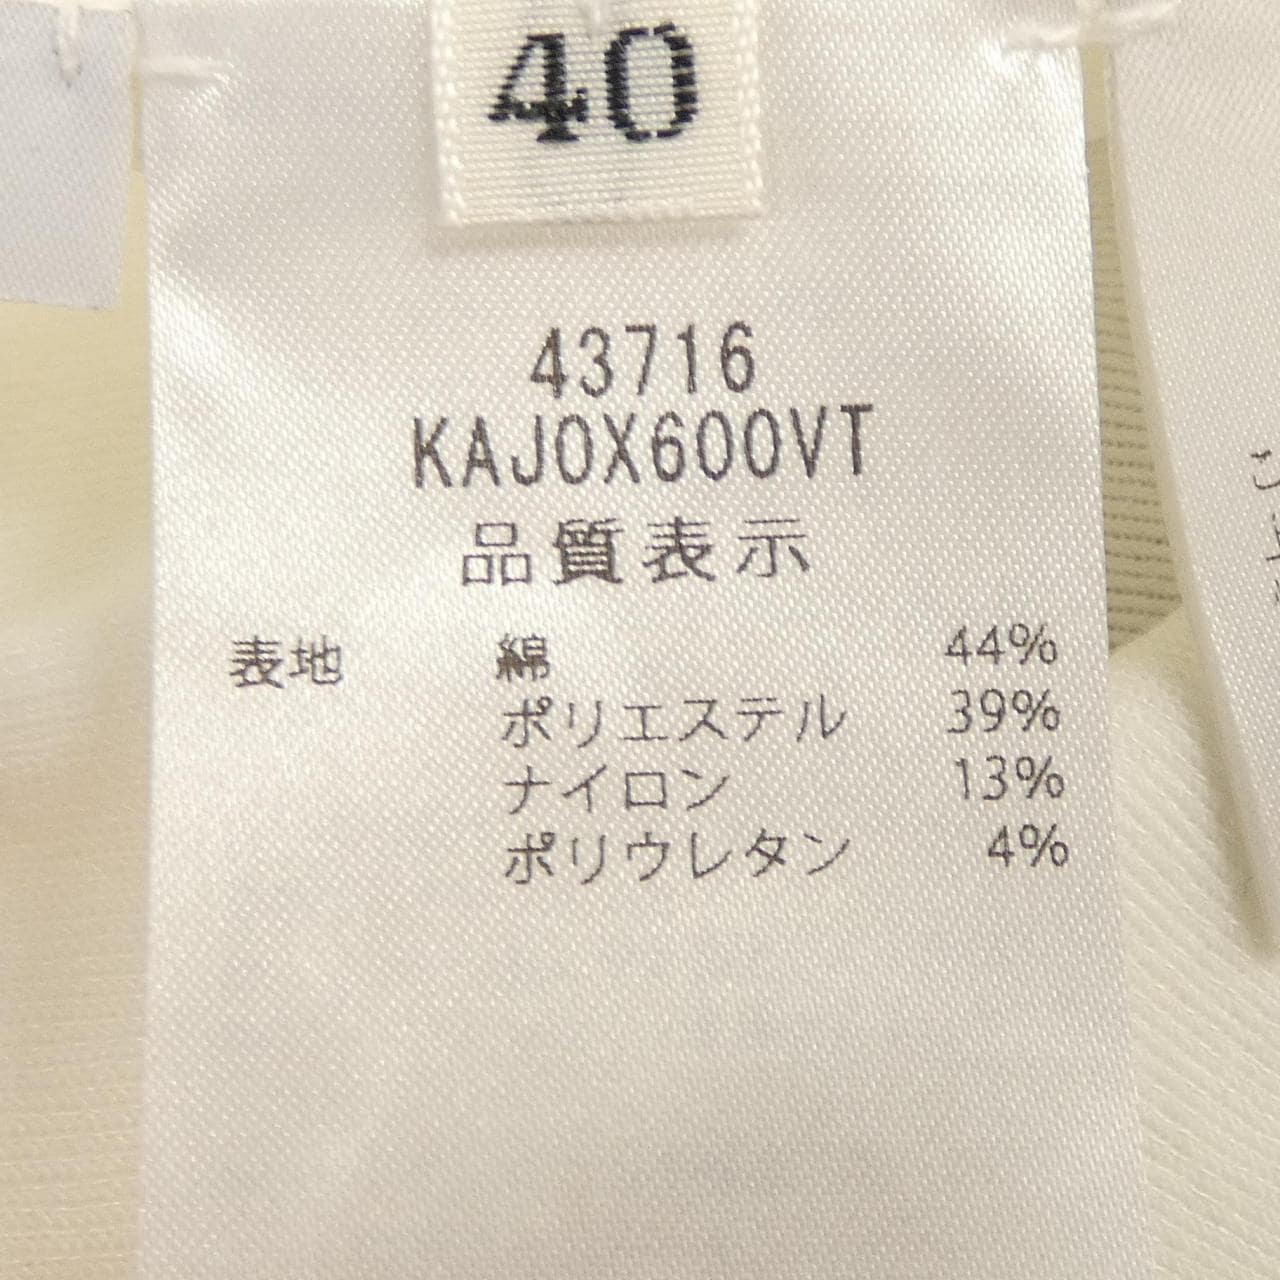 40
43716
KAJOX600VT
品質表示
表地 綿 44%
ポリエステル 39%
ナイロン 13%
ポリウレタン 4%